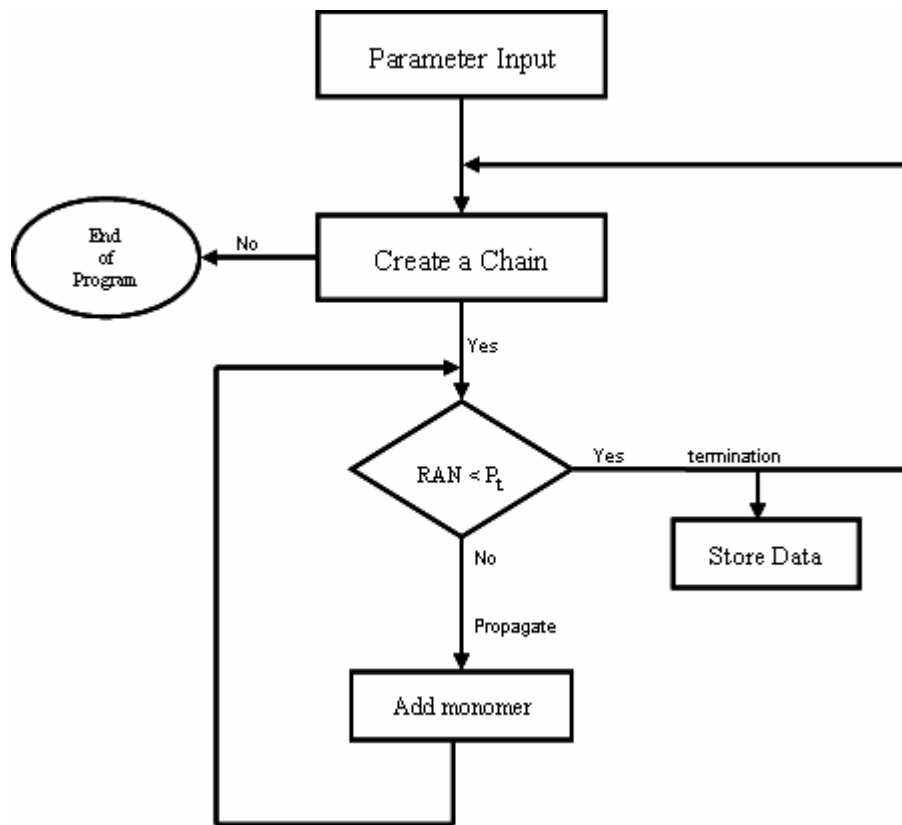 Parameter Input
No
End
of
Program
Create a Chain
Yes
RAN < Pt
Yes
termination
Store Data
No
Propagate
Add monomer